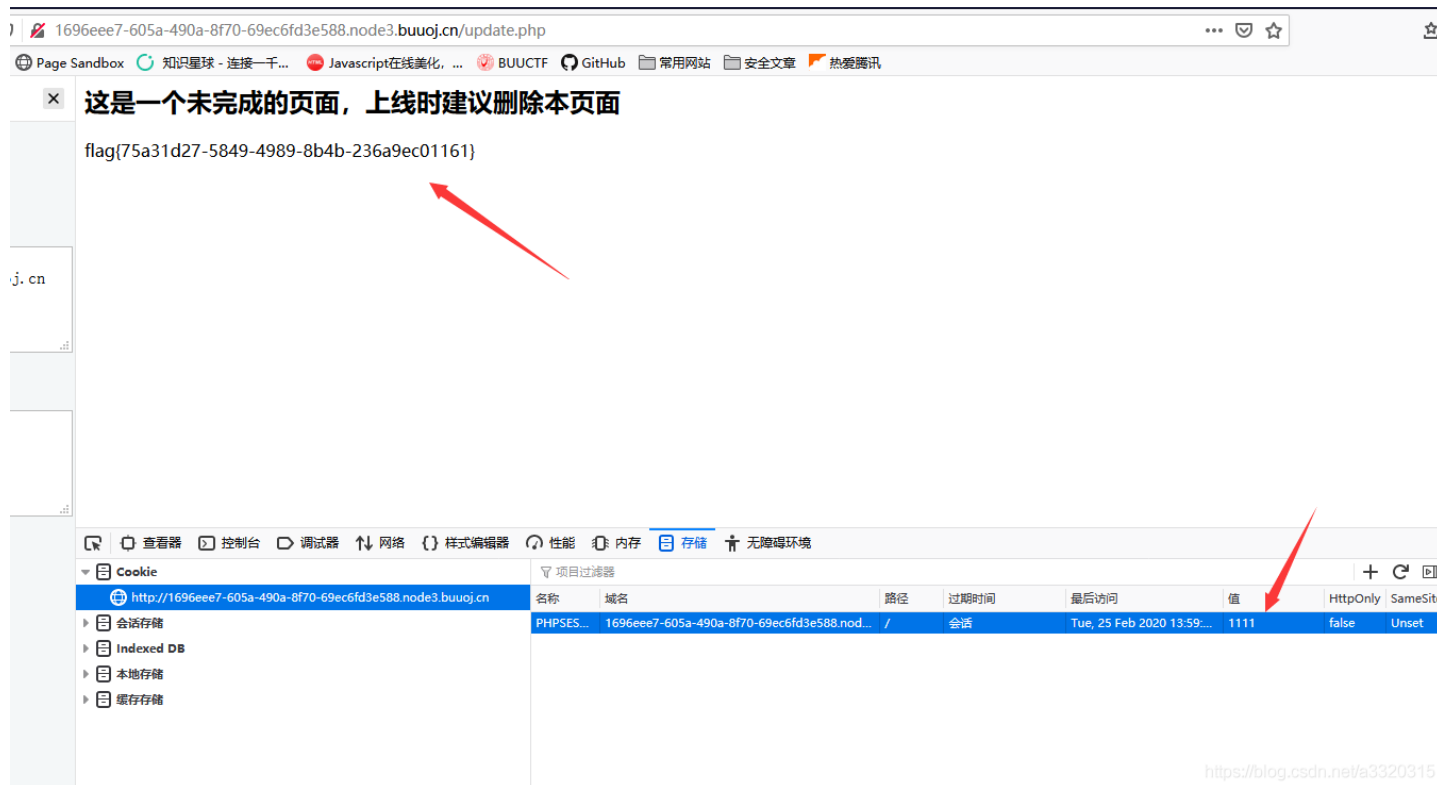 1696eee7-605a-490a-8f70-69ec6fd3e588.node3.buuoj.cn/update.php
Page Sandbox 知识星球 - 连接一千... Javascript在线美化，... BUUCTF GitHub 常用网站 安全文章 热爱腾讯
这是一个未完成的页面，上线时建议删除本页面
flag{75a31d27-5849-4989-8b4b-236a9ec01161}
j.cn
查看器 控制台 调试器 网络 {} 样式编辑器 性能 内存 存储 无障碍环境
Cookie
项目过滤器
http://1696eee7-605a-490a-8f70-69ec6fd3e588.node3.buuoj.cn
名称 域名 路径 过期时间 最后访问 值 HttpOnly SameSit
PHPSES... 1696eee7-605a-490a-8f70-69ec6fd3e588.nod... / 会话 Tue, 25 Feb 2020 13:59:... 1111 false Unset
会话存储
Indexed DB
本地存储
缓存存储
https://blog.csdn.net/a3320315